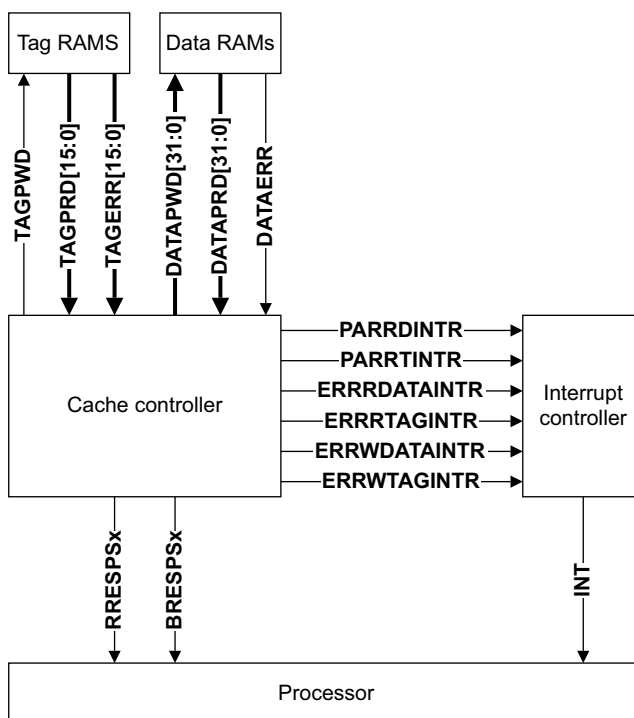 Tag RAMS
Data RAMs
TAGPWD
TAGPRD[15:0]
TAGERR[15:0]
DATAPWD[31:0]
DATAPRD[31:0]
DATAERR
Cache controller
PARRDINTR
PARRTINTR
ERRRDATAINTR
ERRRTAGINTR
ERRWDATAINTR
ERRWTAGINTR
Interrupt
controller
RRESPSx
BRESPSx
INT
Processor